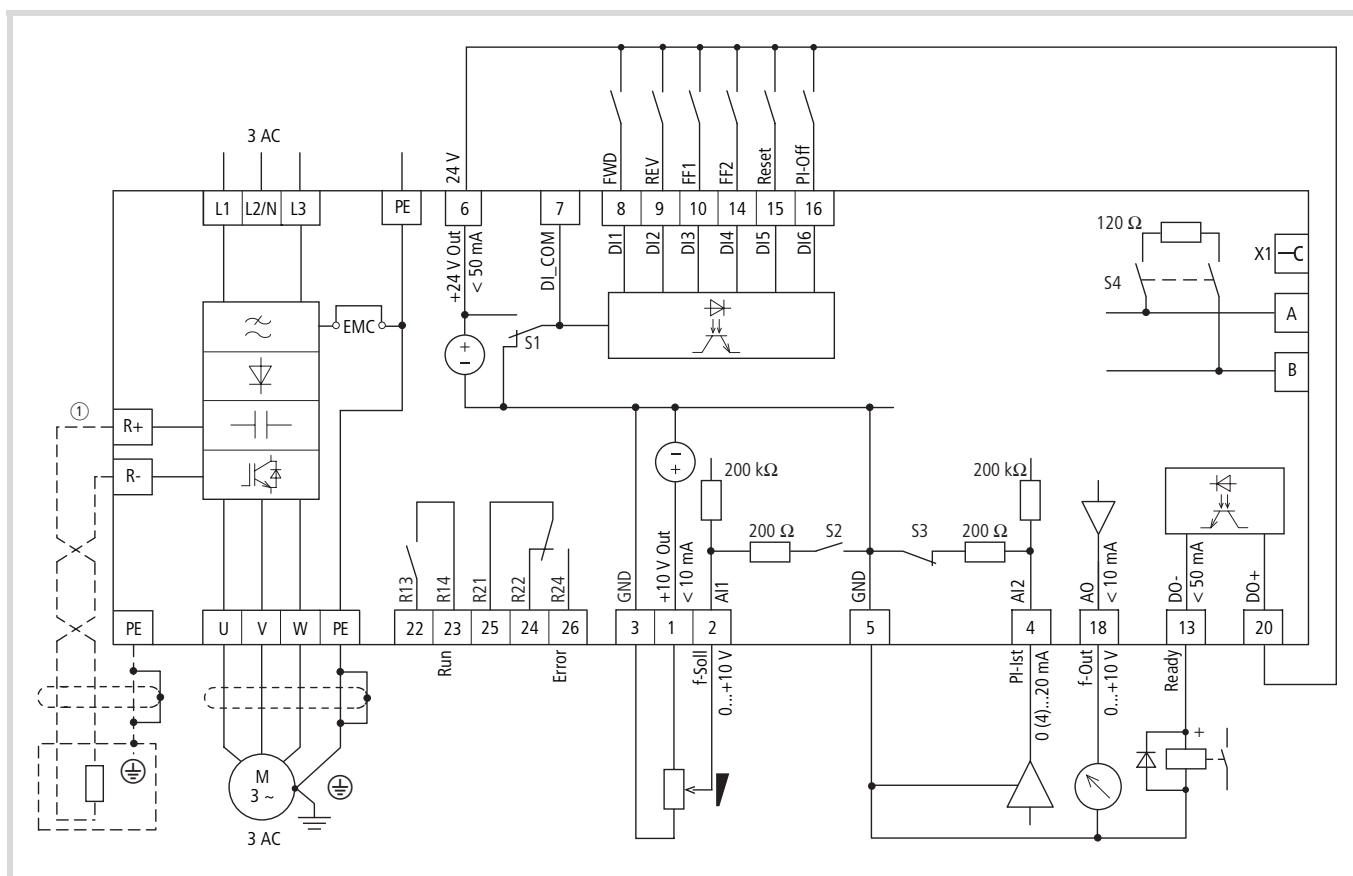 3 AC
24 V
FWD
REV
FF1
FF2
Reset
PI-Off
L1
L2/N
L3
PE
6
7
8
9
10
14
15
16
+24 V Out
< 50 mA
DI_COM
DI1
DI2
DI3
DI4
DI5
DI6
120 Ω
X1
C
S4
A
B
EMC
+
-
S1
1
R+
R-
-
+
200 kΩ
200 kΩ
200 Ω
S2
S3
200 Ω
R13
R14
R21
R22
R24
GND
+10 V Out
< 10 mA
AI1
GND
AI2
AO
< 10 mA
DO-
< 50 mA
DO+
PE
U
V
W
PE
22
23
25
24
26
3
1
2
5
4
18
13
20
Run
Error
f-Soll
0...+10 V
PI-Ist
0 (4)...20 mA
f-Out
0...+10 V
Ready
+
M
3 ~
3 AC